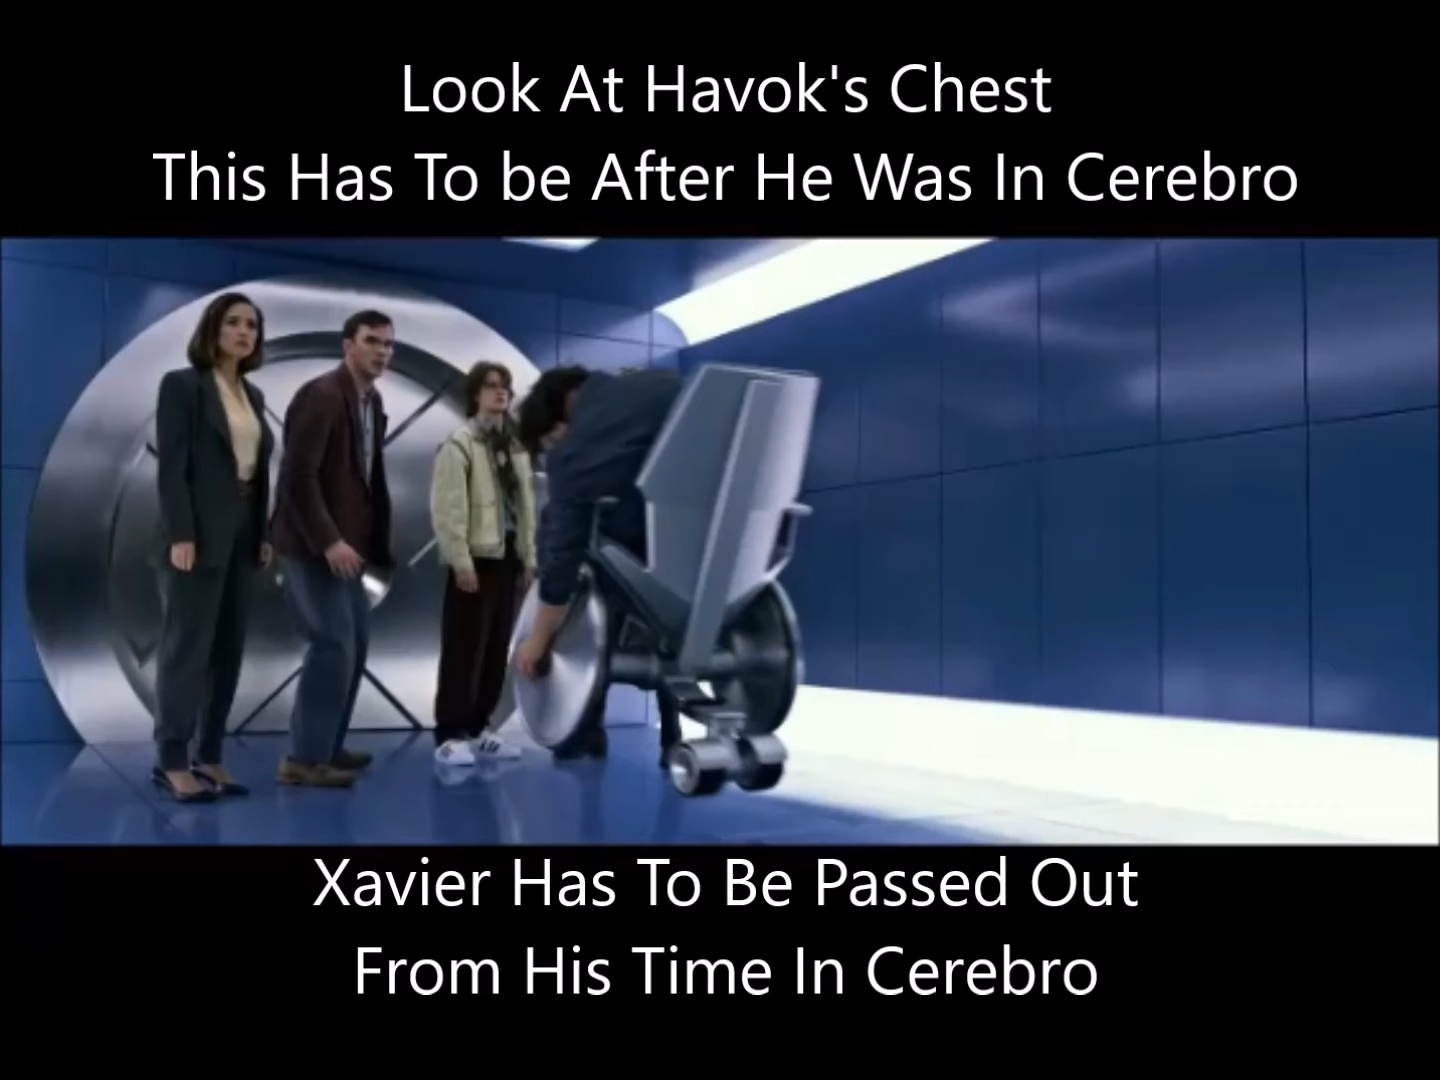 Look At Havok's Chest
This Has To be After He Was In Cerebro
Xavier Has To Be Passed Out
From His Time In Cerebro